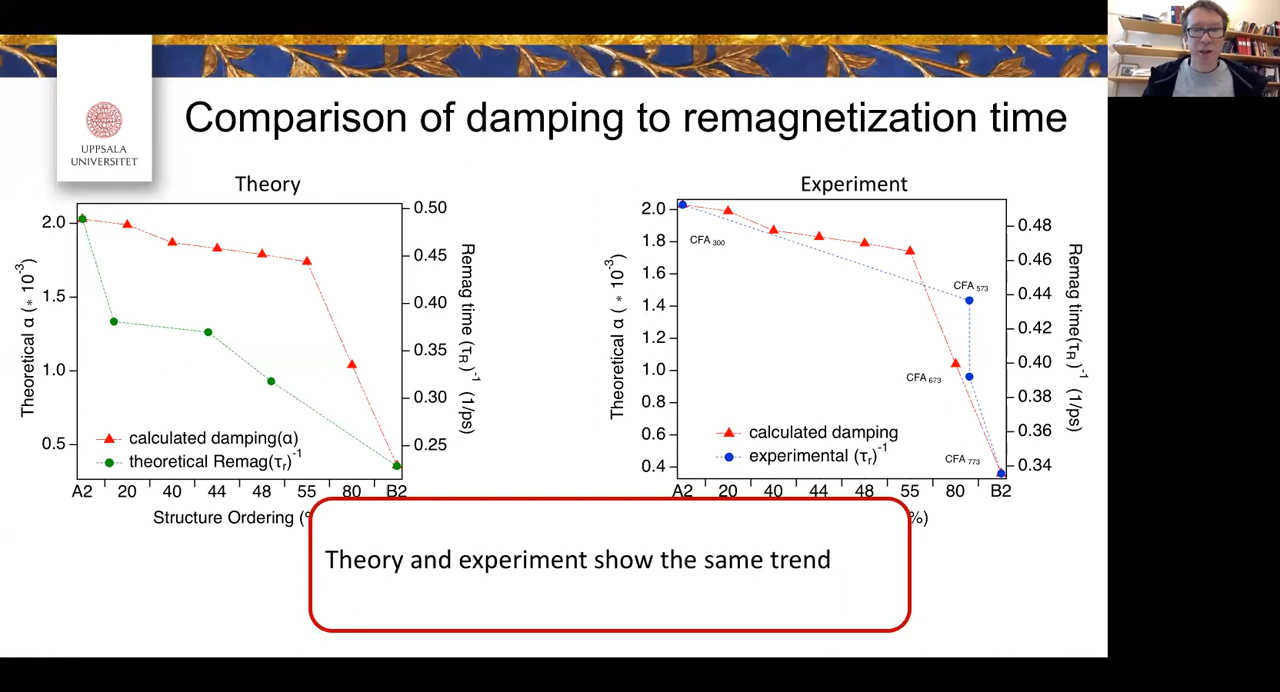 Comparison of damping to remagnetization time
UPPSALA
UNIVERSITET
Theory
2.0
1.5
1.0
0.5
Theoretical α ( * 10⁻³)
0.50
0.45
0.40
0.35
0.30
0.25
Remag time (τR)⁻¹ (1/ps)
calculated damping(α)
theoretical Remag(τr)⁻¹
A2 20 40 44 48 55 80 B2
Structure Ordering (%
Experiment
2.0
1.8
1.6
1.4
1.2
1.0
0.8
0.6
0.4
Theoretical α ( * 10⁻³)
CFA 300
CFA 573
CFA 673
CFA 773
0.48
0.46
0.44
0.42
0.40
0.38
0.36
0.34
Remag time(τR)⁻¹ (1/ps)
calculated damping
experimental (τr)⁻¹
A2 20 40 44 48 55 80 B2
%)
Theory and experiment show the same trend